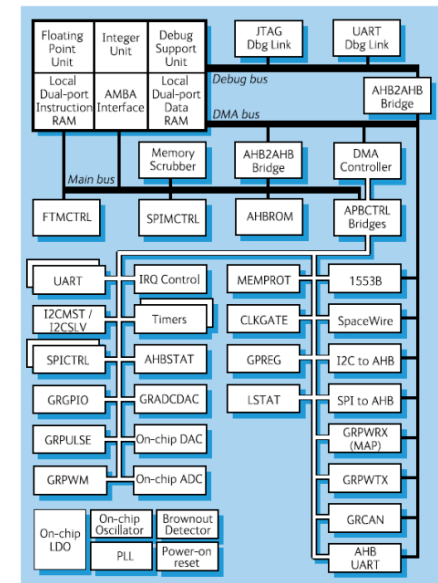 Floating
Point
Unit
Integer
Unit
Debug
Support
Unit
JTAG
Dbg Link
UART
Dbg Link
Debug bus
Local
Dual-port
Instruction
RAM
AMBA
Interface
Local
Dual-port
Data
RAM
AHB2AHB
Bridge
DMA bus
Memory
Scrubber
AHB2AHB
Bridge
DMA
Controller
Main bus
FTMCTRL
SPIMCTRL
AHBROM
APBCTRL
Bridges
UART
IRQ Control
MEMPROT
1553B
I2CMST /
I2CSLV
Timers
CLKGATE
SpaceWire
SPICTRL
AHBSTAT
GPREG
I2C to AHB
GRGPIO
GRADCDAC
LSTAT
SPI to AHB
GRPULSE
On-chip DAC
GRPWRX
(MAP)
GRPWM
On-chip ADC
GRPWTX
On-chip
LDO
On-chip
Oscillator
Brownout
Detector
GRCAN
PLL
Power-on
reset
AHB
UART